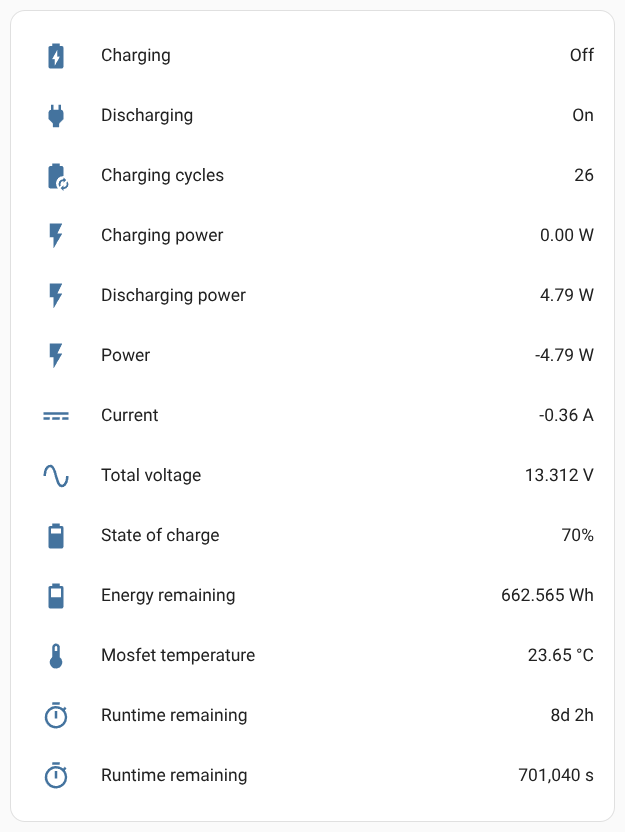 Charging Off
Discharging On
Charging cycles 26
Charging power 0.00 W
Discharging power 4.79 W
Power -4.79 W
Current -0.36 A
Total voltage 13.312 V
State of charge 70%
Energy remaining 662.565 Wh
Mosfet temperature 23.65 °C
Runtime remaining 8d 2h
Runtime remaining 701,040 s